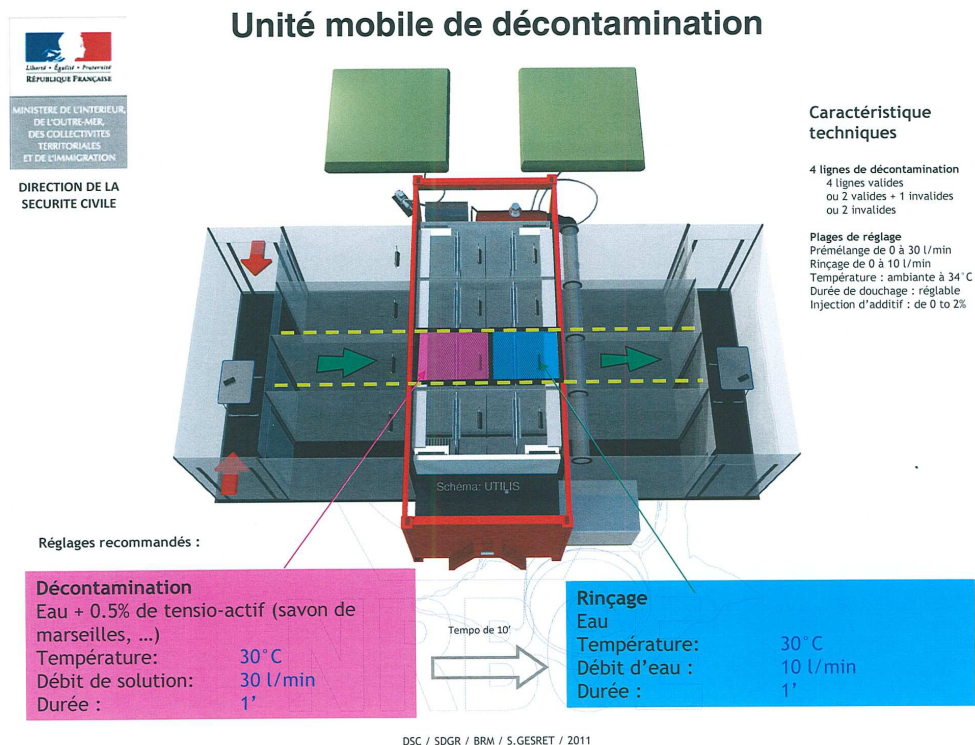 Unité mobile de décontamination
Liberté • Égalité • Fraternité
RÉPUBLIQUE FRANÇAISE
MINISTERE DE L'INTERIEUR,
DE L'OUTRE-MER,
DES COLLECTIVITES
TERRITORIALES
ET DE L'IMMIGRATION
DIRECTION DE LA
SECURITE CIVILE
Caractéristique
techniques
4 lignes de décontamination
4 lignes valides
ou 2 valides + 1 invalides
ou 2 invalides
Plages de réglage
Prémélange de 0 à 30 l/min
Rinçage de 0 à 10 l/min
Température : ambiante à 34°C
Durée de douchage : réglable
Injection d'additif : de 0 to 2%
Schéma: UTILIS
Réglages recommandés :
Décontamination
Eau + 0.5% de tensio-actif (savon de
marseilles, ...)
Température: 30°C
Débit de solution: 30 l/min
Durée : 1'
Tempo de 10'
Rinçage
Eau
Température: 30°C
Débit d'eau : 10 l/min
Durée : 1'
NRBC
DSC / SDGR / BRM / S.GESRET / 2011